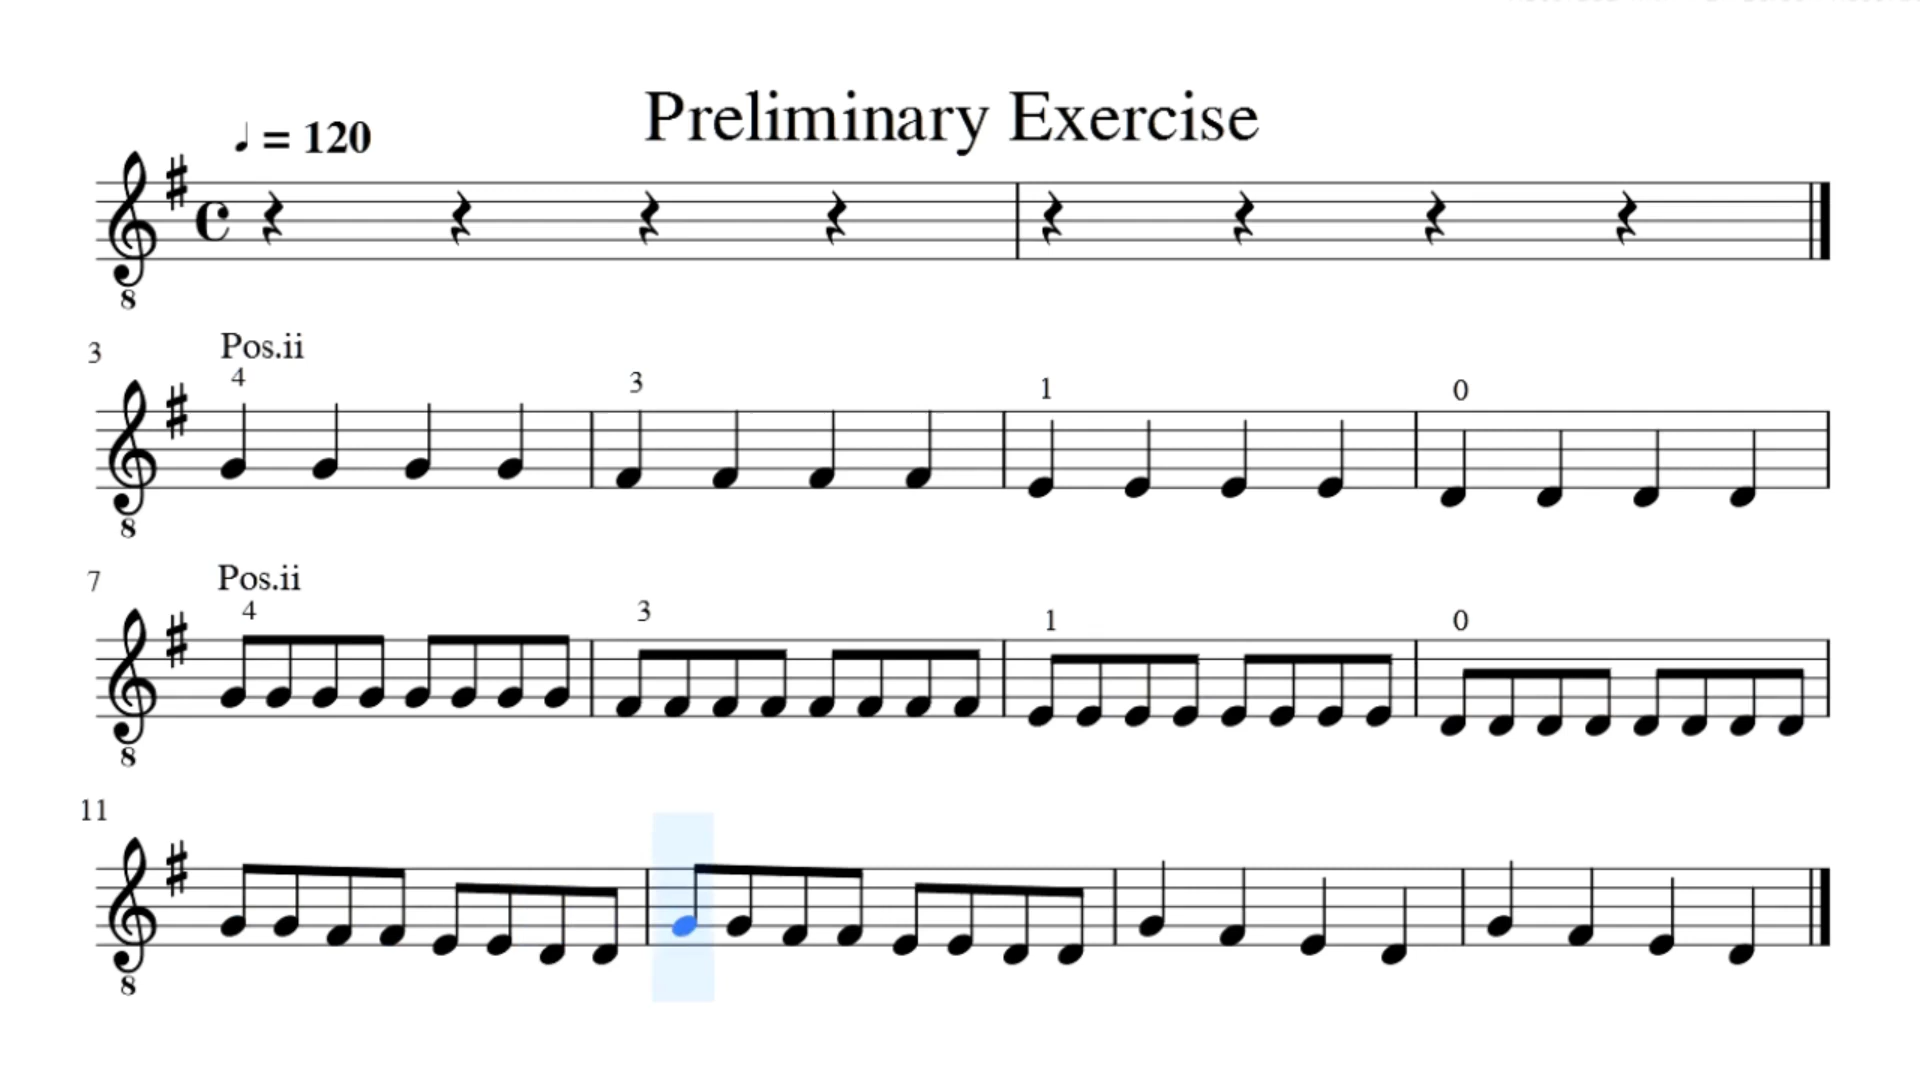 Preliminary Exercise
♩ = 120
8
3 Pos.ii
4 3 1 0
8
7 Pos.ii
4 3 1 0
8
11
8